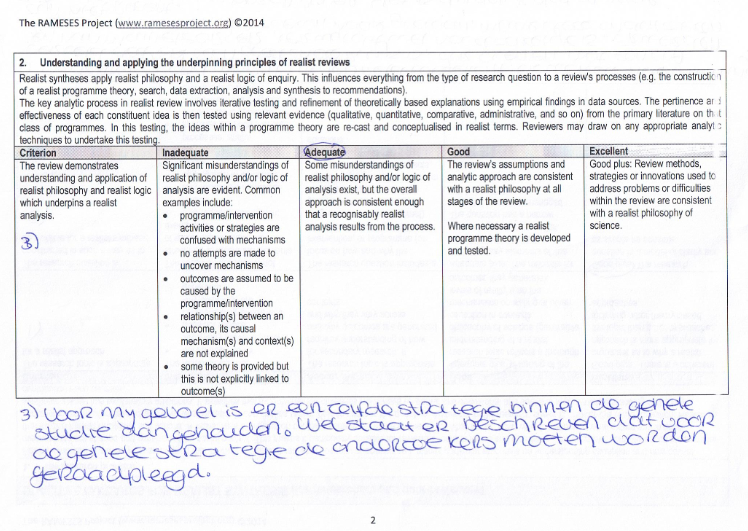 The RAMESES Project (www.ramesesproject.org) ©2014
2. Understanding and applying the underpinning principles of realist reviews
Realist syntheses apply realist philosophy and a realist logic of enquiry. This influences everything from the type of research question to a review's processes (e.g. the construction
of a realist programme theory, search, data extraction, analysis and synthesis to recommendations).
The key analytic process in realist review involves iterative testing and refinement of theoretically based explanations using empirical findings in data sources. The pertinence and
effectiveness of each constituent idea is then tested using relevant evidence (qualitative, quantitative, comparative, administrative, and so on) from the primary literature on that
class of programmes. In this testing, the ideas within a programme theory are re-cast and conceptualised in realist terms. Reviewers may draw on any appropriate analytic
techniques to undertake this testing.
Criterion Inadequate Adequate Good Excellent
The review demonstrates
understanding and application of
realist philosophy and realist logic
which underpins a realist
analysis.
3)
Significant misunderstandings of
realist philosophy and/or logic of
analysis are evident. Common
examples include:
• programme/intervention
activities or strategies are
confused with mechanisms
• no attempts are made to
uncover mechanisms
• outcomes are assumed to be
caused by the
programme/intervention
• relationship(s) between an
outcome, its causal
mechanism(s) and context(s)
are not explained
• some theory is provided but
this is not explicitly linked to
outcome(s)
Some misunderstandings of
realist philosophy and/or logic of
analysis exist, but the overall
approach is consistent enough
that a recognisably realist
analysis results from the process.
The review's assumptions and
analytic approach are consistent
with a realist philosophy at all
stages of the review.
Where necessary a realist
programme theory is developed
and tested.
Good plus: Review methods,
strategies or innovations used to
address problems or difficulties
within the review are consistent
with a realist philosophy of
science.
3) Voor mijn gevoel is er een zelfde strategie binnen de gehele
studie aangehouden. Wel staat er beschreven dat voor
de gehele strategie de onderzoekers moeten worden
geraadpleegd.
2